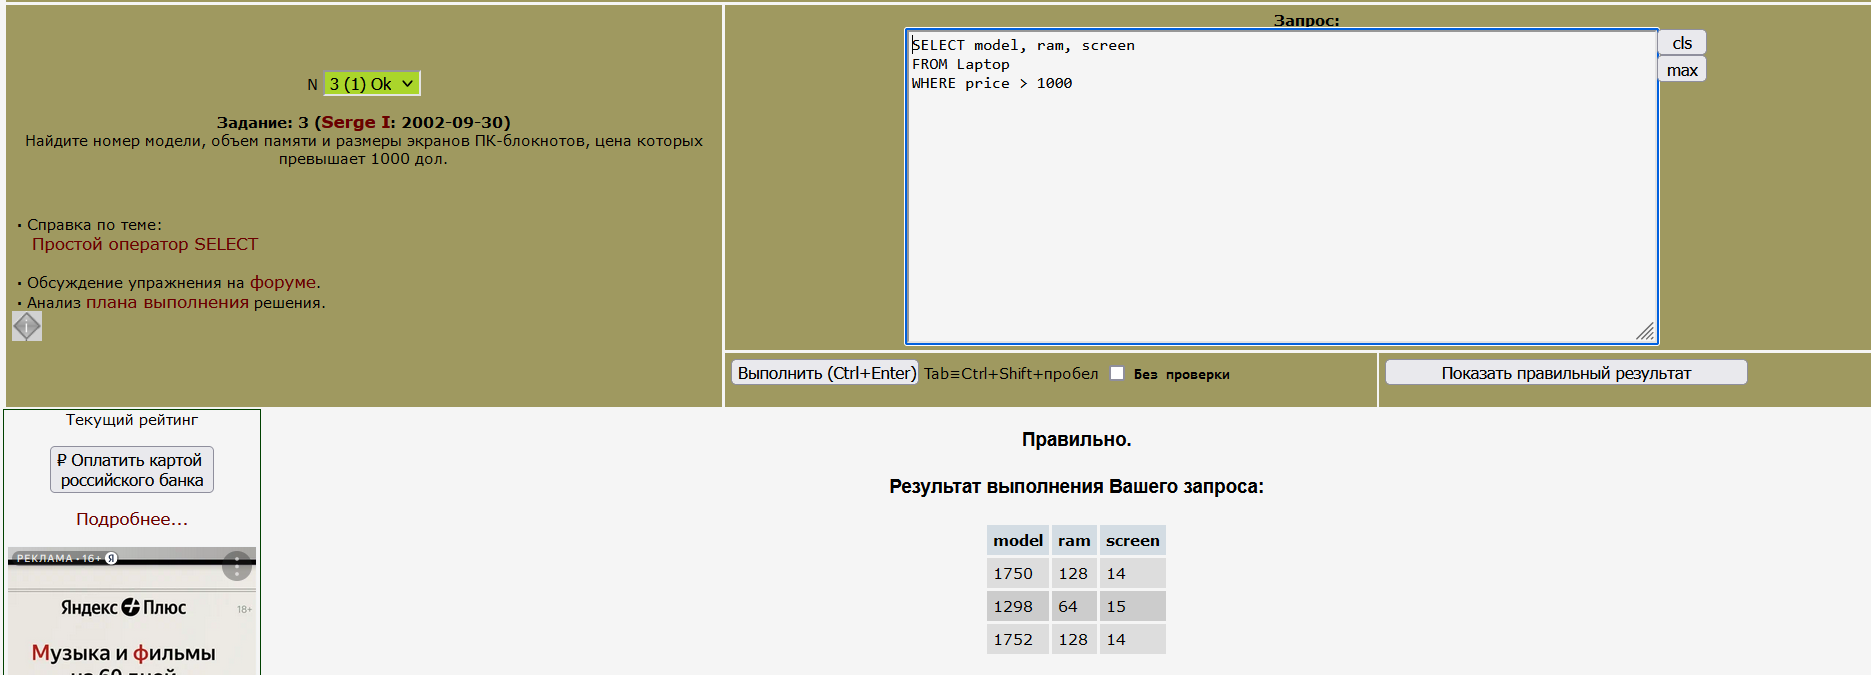 N 3 (1) Ok
Задание: 3 (Serge I: 2002-09-30)
Найдите номер модели, объем памяти и размеры экранов ПК-блокнотов, цена которых
превышает 1000 дол.
· Справка по теме:
Простой оператор SELECT
· Обсуждение упражнения на форуме.
· Анализ плана выполнения решения.
Запрос:
SELECT model, ram, screen
FROM Laptop
WHERE price > 1000
cls
max
Выполнить (Ctrl+Enter) Tab≡Ctrl+Shift+пробел Без проверки
Показать правильный результат
Текущий рейтинг
₽ Оплатить картой
российского банка
Подробнее...
РЕКЛАМА · 16+ Я
Яндекс Плюс 18+
Музыка и фильмы
на 60 дней
Правильно.
Результат выполнения Вашего запроса:
model ram screen
1750 128 14
1298 64 15
1752 128 14